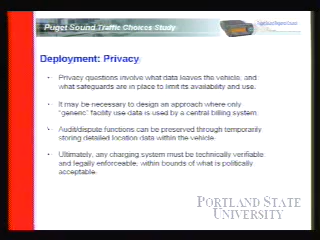 Puget Sound Traffic Choices Study
Deployment: Privacy
• Privacy questions involve what data leaves the vehicle, and
what safeguards are in place to limit its availability and use.
• It may be necessary to design an approach where only
"generic" facility use data is used by a central billing system.
• Audit/dispute functions can be preserved through temporarily
storing detailed location data within the vehicle.
• Ultimately, any charging system must be technically verifiable
and legally enforceable, within bounds of what is politically
acceptable.
PORTLAND STATE
UNIVERSITY